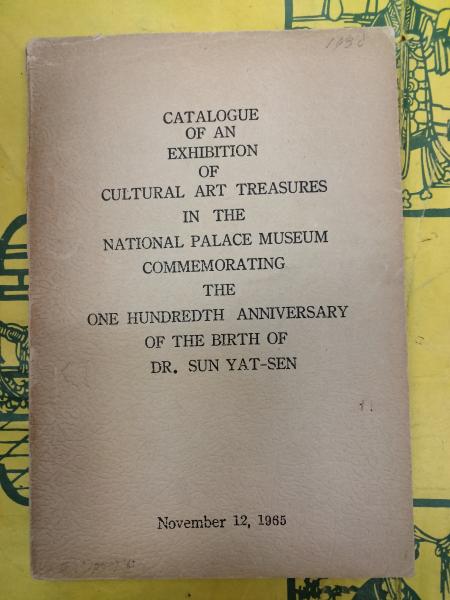 CATALOGUE
OF AN
EXHIBITION
OF
CULTURAL ART TREASURES
IN THE
NATIONAL PALACE MUSEUM
COMMEMORATING
THE
ONE HUNDREDTH ANNIVERSARY
OF THE BIRTH OF
DR. SUN YAT-SEN
November 12, 1965